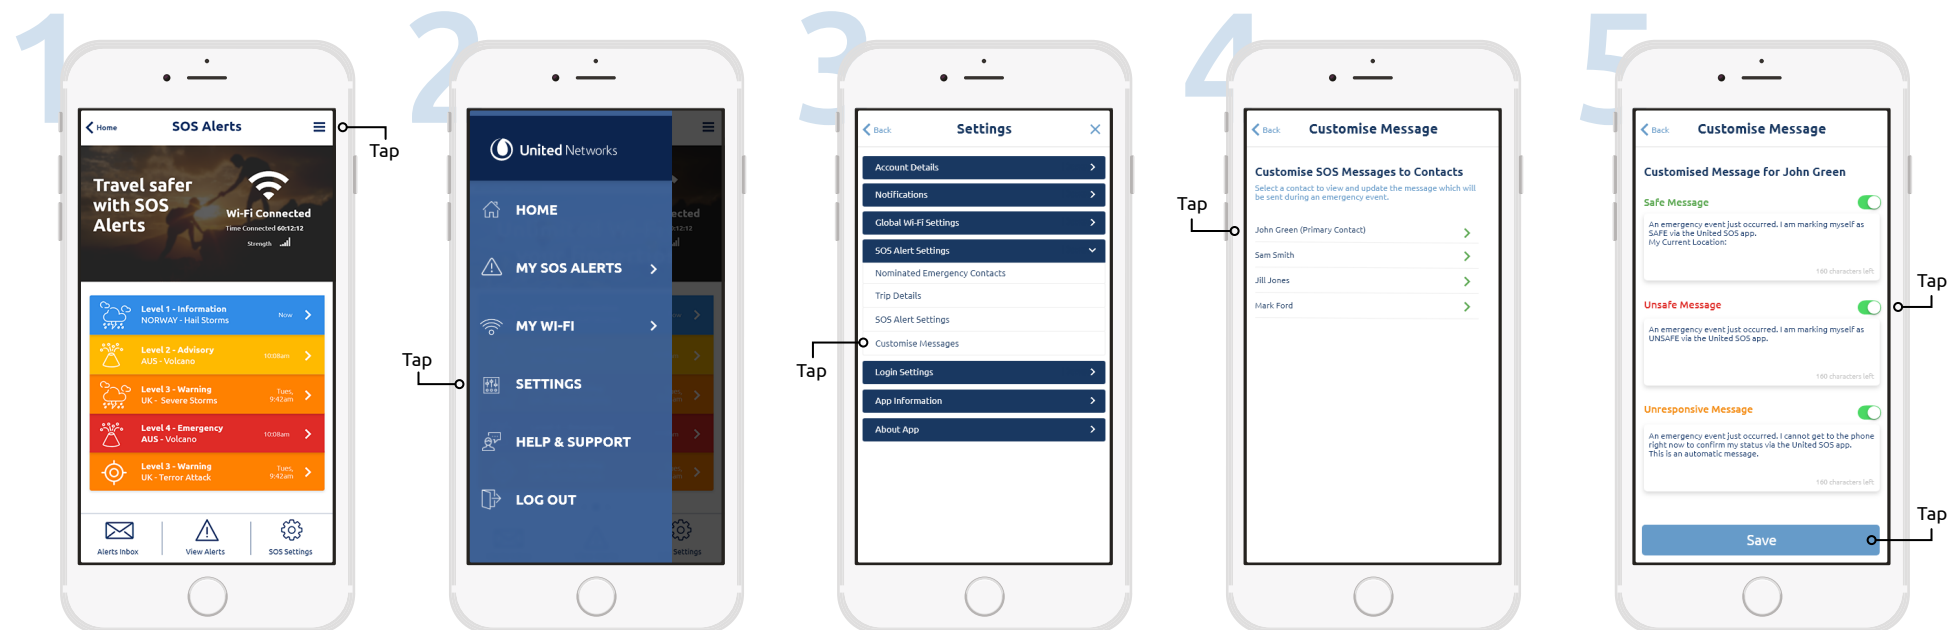 1
Home
SOS Alerts
Tap
Travel safer
with SOS
Alerts
Wi-Fi Connected
Time Connected 60:12:12
Strength
Level 1 - Information
NORWAY - Hail Storms
Now
Level 2 - Advisory
AUS - Volcano
10:08am
Level 3 - Warning
UK - Severe Storms
Tues,
9:42am
Level 4 - Emergency
AUS - Volcano
10:08am
Level 3 - Warning
UK - Terror Attack
Tues,
9:42am
Alerts Inbox
View Alerts
SOS Settings
2
United Networks
HOME
MY SOS ALERTS
MY WI-FI
SETTINGS
HELP & SUPPORT
LOG OUT
Tap
ected
Settings
3
Back
Settings
Account Details
Notifications
Global Wi-Fi Settings
SOS Alert Settings
Nominated Emergency Contacts
Trip Details
SOS Alert Settings
Customise Messages
Tap
Login Settings
App Information
About App
4
Back
Customise Message
Customise SOS Messages to Contacts
Select a contact to view and update the message which will
be sent during an emergency event.
Tap
John Green (Primary Contact)
Sam Smith
Jill Jones
Mark Ford
5
Back
Customise Message
Customised Message for John Green
Safe Message
An emergency event just occurred. I am marking myself as
SAFE via the United SOS app.
My Current Location:
160 characters left
Tap
Unsafe Message
An emergency event just occurred. I am marking myself as
UNSAFE via the United SOS app.
160 characters left
Unresponsive Message
An emergency event just occurred. I cannot get to the phone
right now to confirm my status via the United SOS app.
This is an automatic message.
160 characters left
Save
Tap